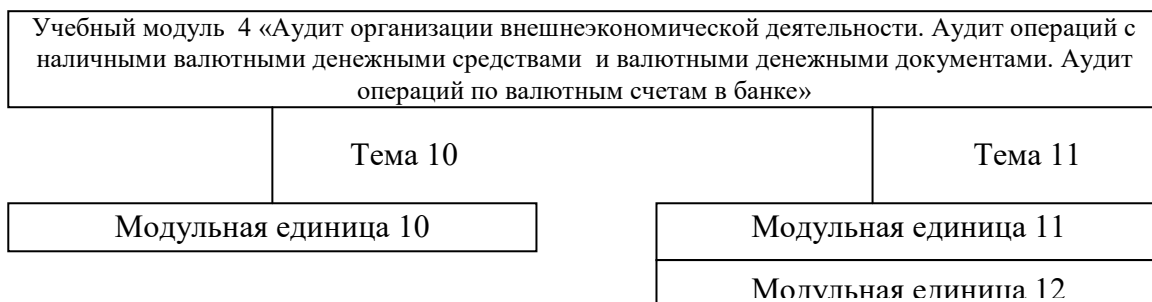 Учебный модуль 4 «Аудит организации внешнеэкономической деятельности. Аудит операций с
наличными валютными денежными средствами и валютными денежными документами. Аудит
операций по валютным счетам в банке»
Тема 10
Тема 11
Модульная единица 10
Модульная единица 11
Модульная единица 12